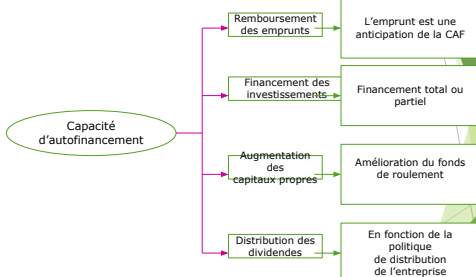 Remboursement
des emprunts
L'emprunt est une
anticipation de la CAF
Financement des
investissements
Financement total ou
partiel
Capacité
d'autofinancement
Augmentation
des
capitaux propres
Amélioration du fonds
de roulement
Distribution des
dividendes
En fonction de la
politique
de distribution
de l'entreprise